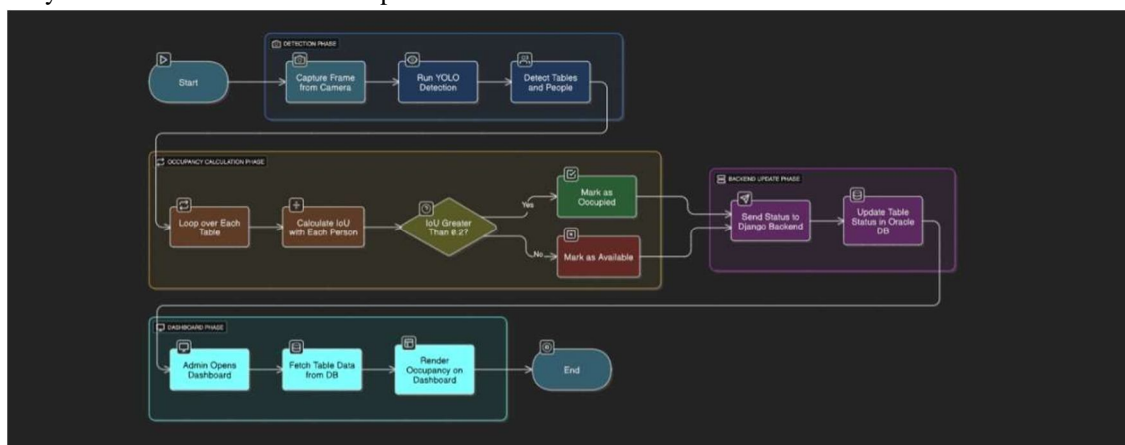 DETECTION PHASE
Start
Capture Frame
from Camera
Run YOLO
Detection
Detect Tables
and People
OCCUPANCY CALCULATION PHASE
Loop over Each
Table
Calculate IoU
with Each Person
IoU Greater
Than 0.2?
Yes
No
Mark as
Occupied
Mark as Available
BACKEND UPDATE PHASE
Send Status to
Django Backend
Update Table
Status in Oracle
DB
DASHBOARD PHASE
Admin Opens
Dashboard
Fetch Table Data
from DB
Render
Occupancy on
Dashboard
End